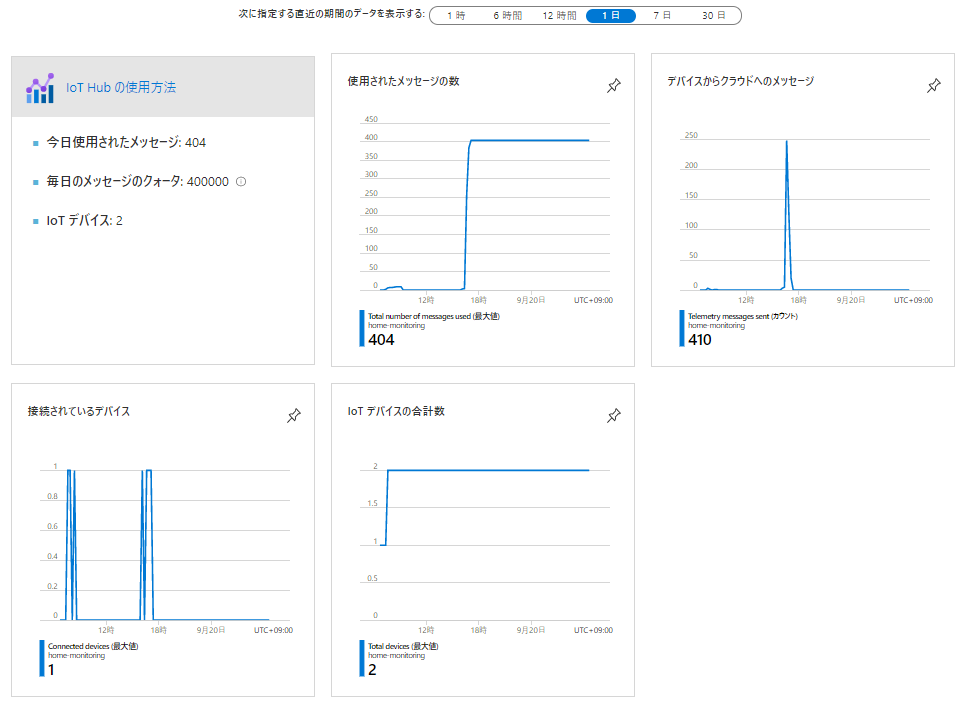 次に指定する直近の期間のデータを表示する: 1 時 6 時間 12 時間 1 日 7 日 30 日
IoT Hub の使用方法
今日使用されたメッセージ: 404
毎日のメッセージのクォータ: 400000
IoT デバイス: 2
使用されたメッセージの数
450
400
350
300
250
200
150
100
50
0
12時 18時 9月20日 UTC+09:00
Total number of messages used (最大値)
home-monitoring
404
デバイスからクラウドへのメッセージ
250
200
150
100
50
0
12時 18時 9月20日 UTC+09:00
Telemetry messages sent (カウント)
home-monitoring
410
接続されているデバイス
1
0.8
0.6
0.4
0.2
0
12時 18時 9月20日 UTC+09:00
Connected devices (最大値)
home-monitoring
1
IoT デバイスの合計数
2
1.5
1
0.5
0
12時 18時 9月20日 UTC+09:00
Total devices (最大値)
home-monitoring
2